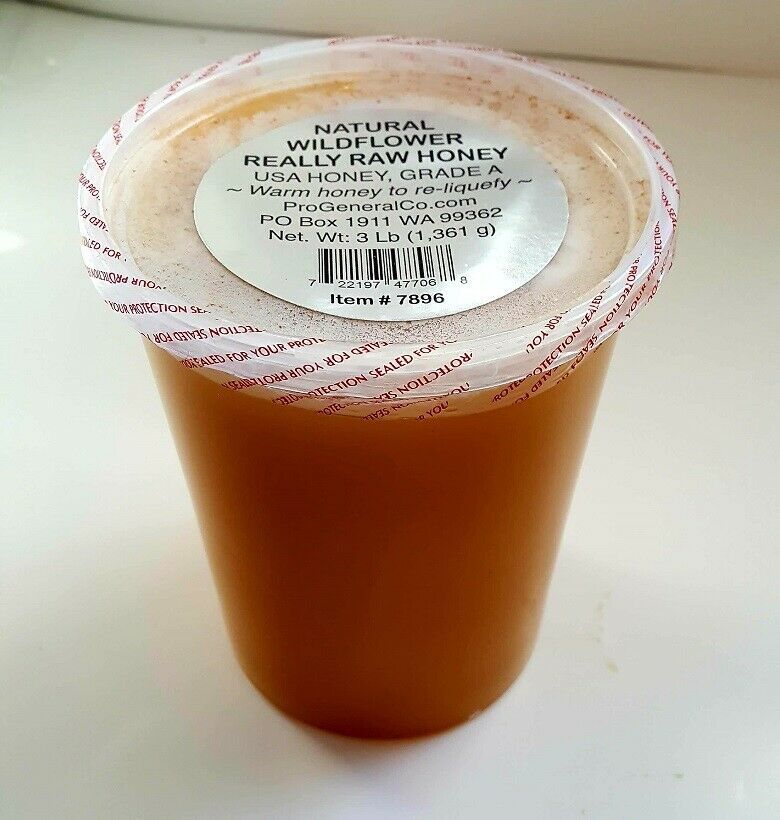 NATURAL
WILDFLOWER
REALLY RAW HONEY
USA HONEY, GRADE A
~ Warm honey to re-liquefy ~
ProGeneralCo.com
PO Box 1911 WA 99362
Net. Wt: 3 Lb (1,361 g)
7 22197 47706 8
Item # 7896
SEALED FOR YOUR PROTECTION SEALED FOR YOUR PROTECTION